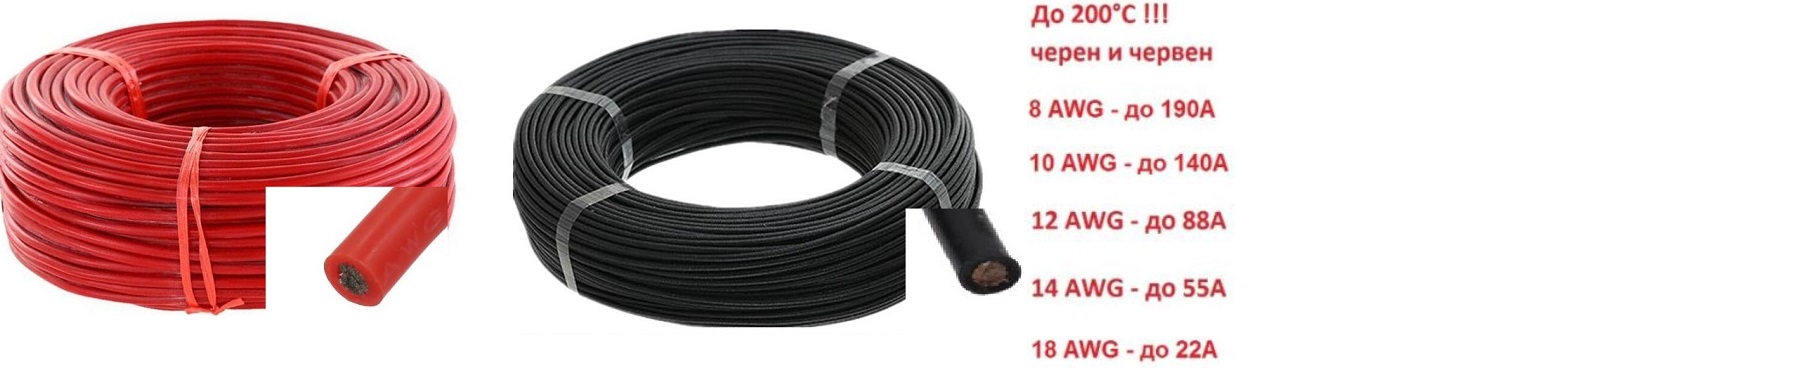 До 200°C !!!
черен и червен
8 AWG - до 190A
10 AWG - до 140A
12 AWG - до 88A
14 AWG - до 55A
18 AWG - до 22A
AWG